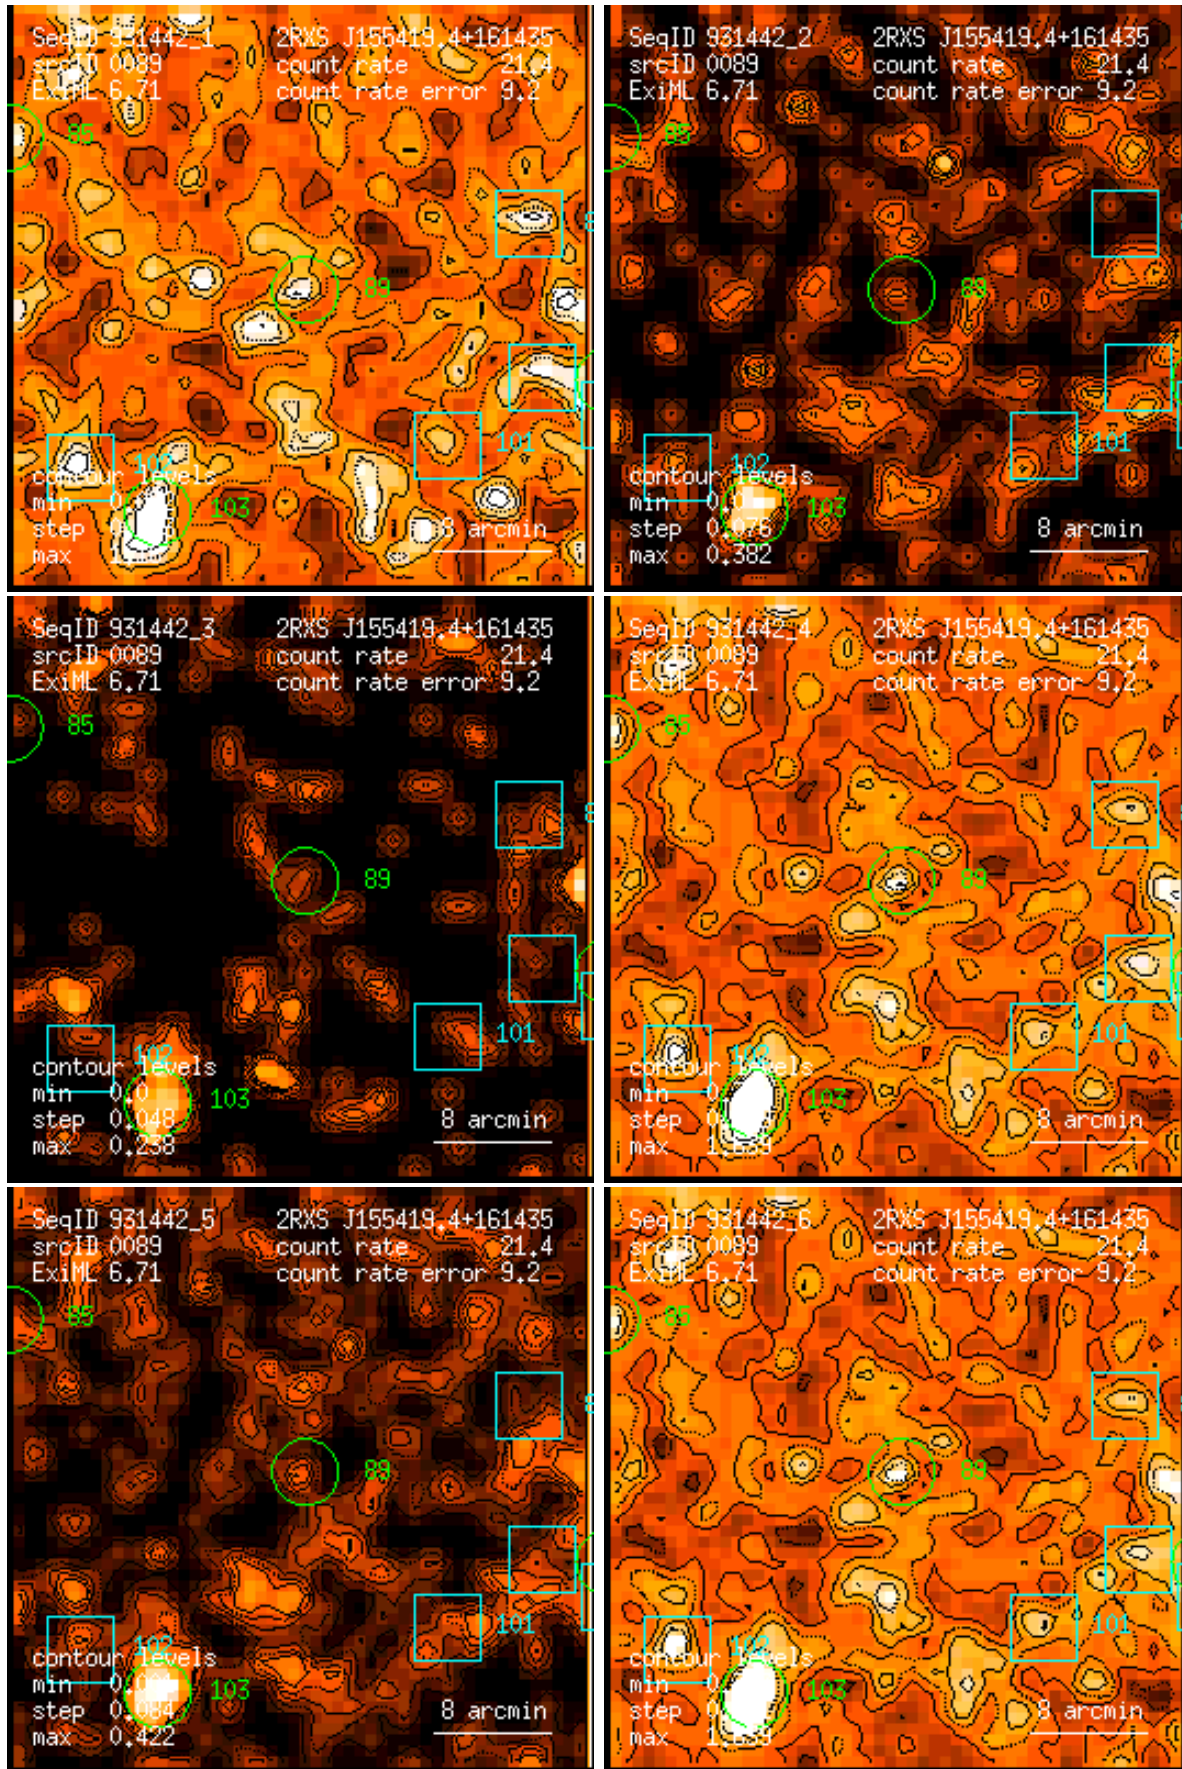 SeqID 931442_1 2RXS J155419.4+161435
srcID 0089 count rate 21.4
ExiML 6.71 count rate error 9.2
85
89
101
102
contour levels
min 0.
103
step
8 arcmin
max
SeqID 931442_2 2RXS J155419.4+161435
srcID 0089 count rate 21.4
ExiML 6.71 count rate error 9.2
85
89
101
102
contour levels
min 0.0
103
step 0.076
8 arcmin
max 0.382
SeqID 931442_3 2RXS J155419.4+161435
srcID 0089 count rate 21.4
ExiML 6.71 count rate error 9.2
85
89
101
102
contour levels
min 0.0
103
step 0.048
8 arcmin
max 0.238
SeqID 931442_4 2RXS J155419.4+161435
srcID 0089 count rate 21.4
ExiML 6.71 count rate error 9.2
85
89
101
102
contour levels
min
103
step
8 arcmin
max
SeqID 931442_5 2RXS J155419.4+161435
srcID 0089 count rate 21.4
ExiML 6.71 count rate error 9.2
85
89
101
102
contour levels
min
103
step 0.084
8 arcmin
max 0.422
SeqID 931442_6 2RXS J155419.4+161435
srcID 0089 count rate 21.4
ExiML 6.71 count rate error 9.2
85
89
101
102
contour levels
min
103
step
8 arcmin
max